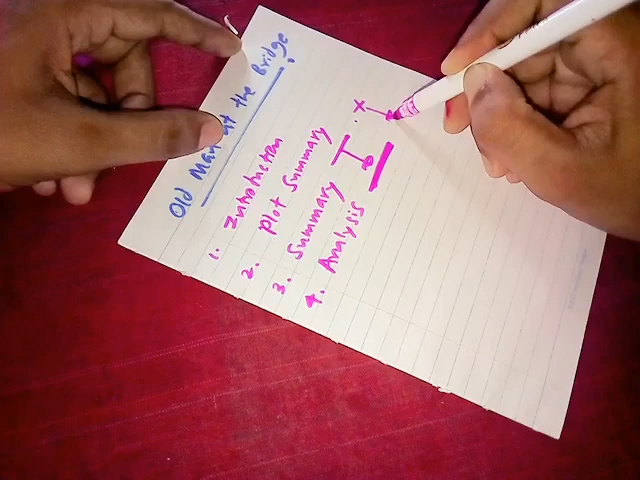 Old Man at the Bridge.
1. Introduction
2. Plot Summary
3. Summary
4. Analysis